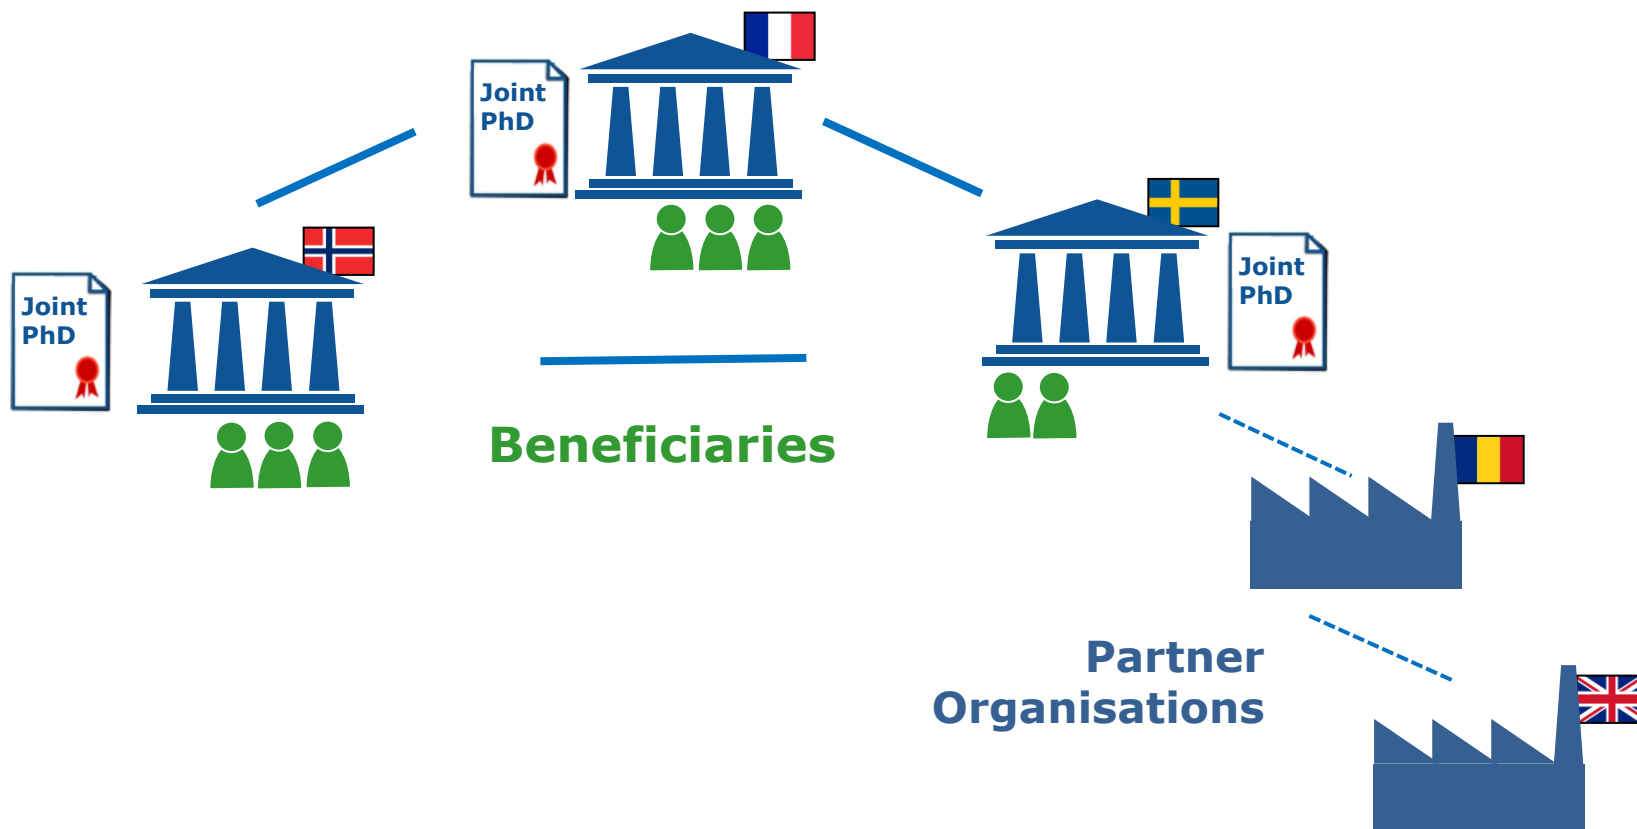 Joint
PhD
Joint
PhD
Joint
PhD
Beneficiaries
Partner
Organisations